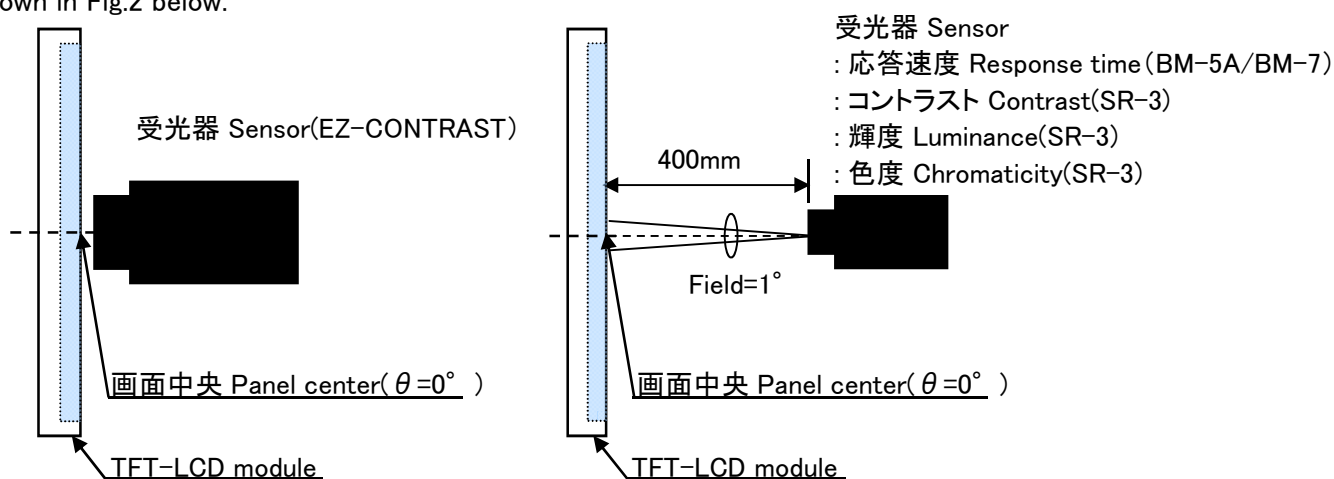 shown in Fig.2 below.
受光器 Sensor(EZ-CONTRAST)
画面中央 Panel center(θ=0° )
TFT-LCD module
受光器 Sensor
: 応答速度 Response time(BM-5A/BM-7)
: コントラスト Contrast(SR-3)
: 輝度 Luminance(SR-3)
: 色度 Chromaticity(SR-3)
400mm
Field=1°
画面中央 Panel center(θ=0° )
TFT-LCD module